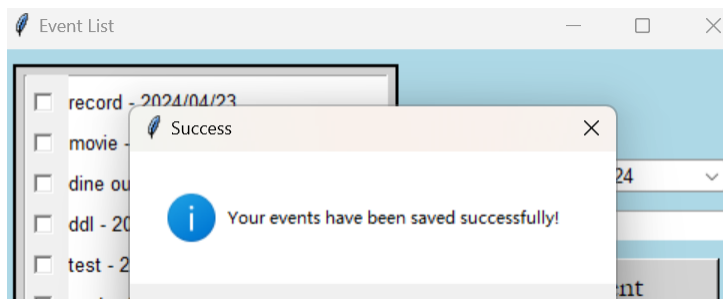 Event List
record - 2024/04/23
Success
movie -
dine ou
24
Your events have been saved successfully!
ddl - 20
test - 2
ent